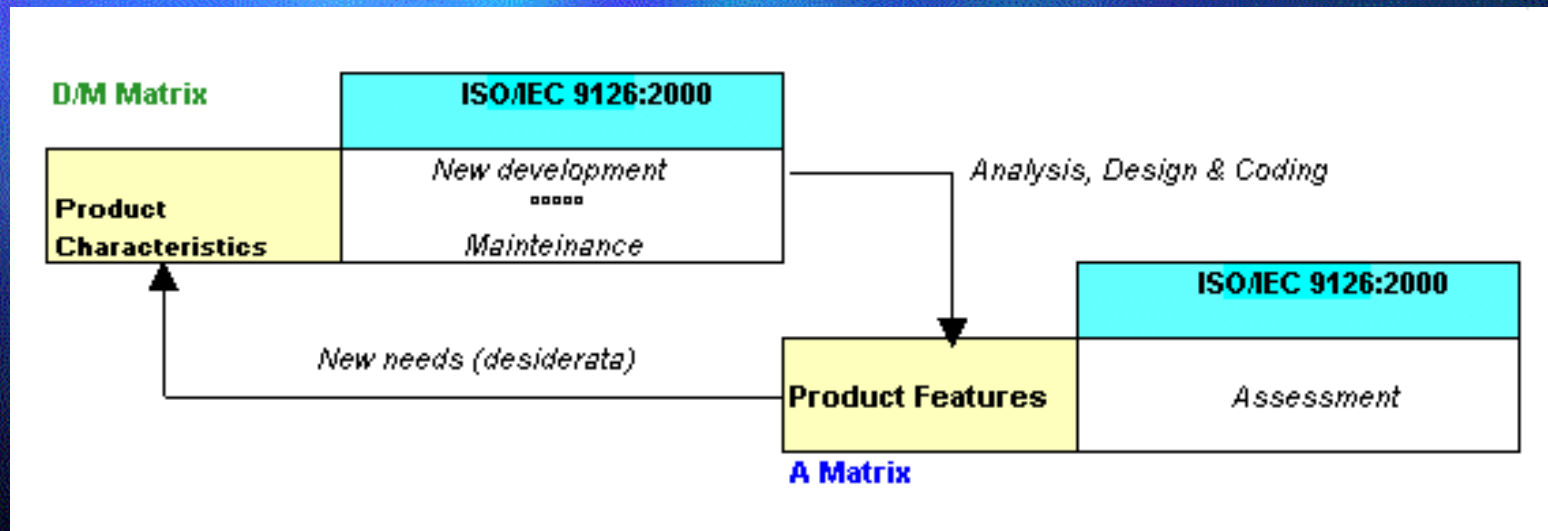 D/M Matrix
ISO/IEC 9126:2000
Product
Characteristics
New development
Mainteinance
Analysis, Design & Coding
New needs (desiderata)
ISO/IEC 9126:2000
Product Features
Assessment
A Matrix